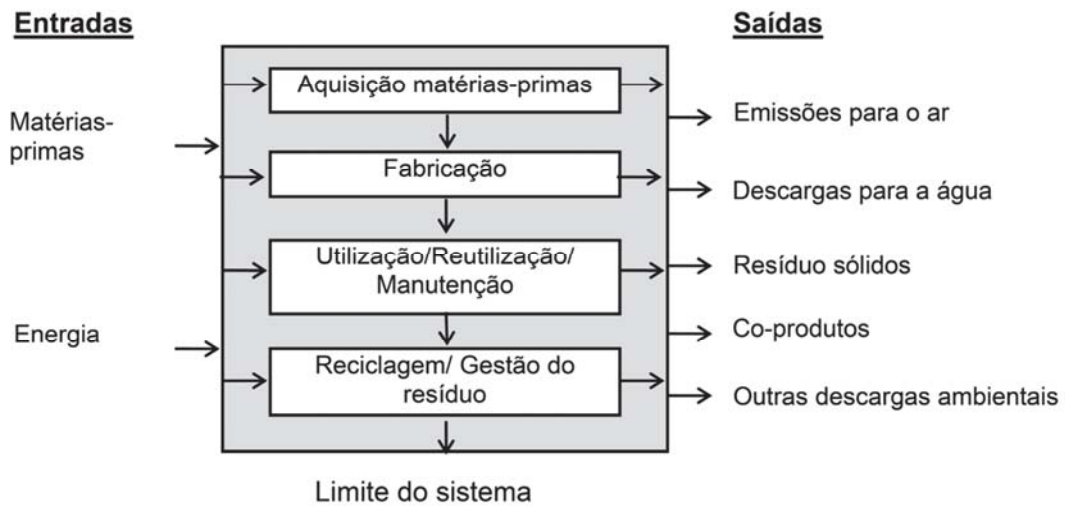 Entradas
Saídas
Aquisição matérias-primas
Matérias-
primas
Emissões para o ar
Fabricação
Descargas para a água
Utilização/Reutilização/
Manutenção
Resíduo sólidos
Energia
Co-produtos
Reciclagem/ Gestão do
resíduo
Outras descargas ambientais
Limite do sistema